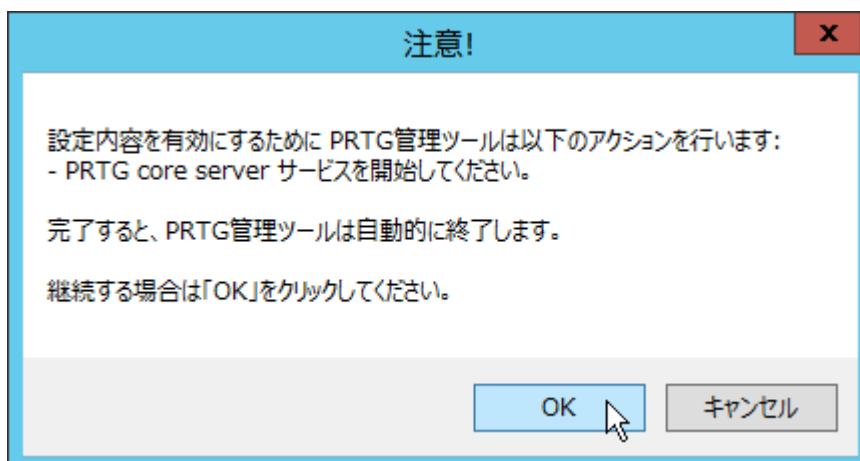 注意!
x
設定内容を有効にするために PRTG管理ツールは以下のアクションを行います:
- PRTG core server サービスを開始してください。
完了すると、PRTG管理ツールは自動的に終了します。
継続する場合は「OK」をクリックしてください。
OK
キャンセル